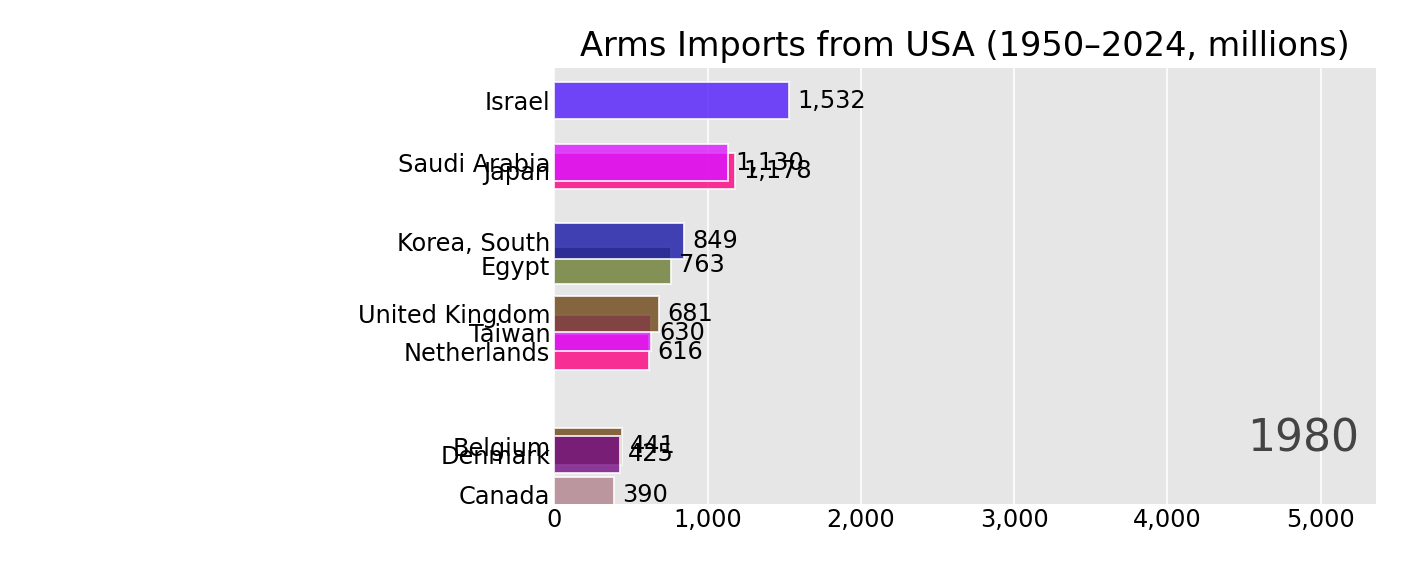 Arms Imports from USA (1950–2024, millions)
Israel 1,532
Saudi Arabia 1,130
Japan 1,178
Korea, South 849
Egypt 763
United Kingdom 681
Taiwan 630
Netherlands 616
Belgium 441
Denmark 425
1980
Canada 390
0 1,000 2,000 3,000 4,000 5,000